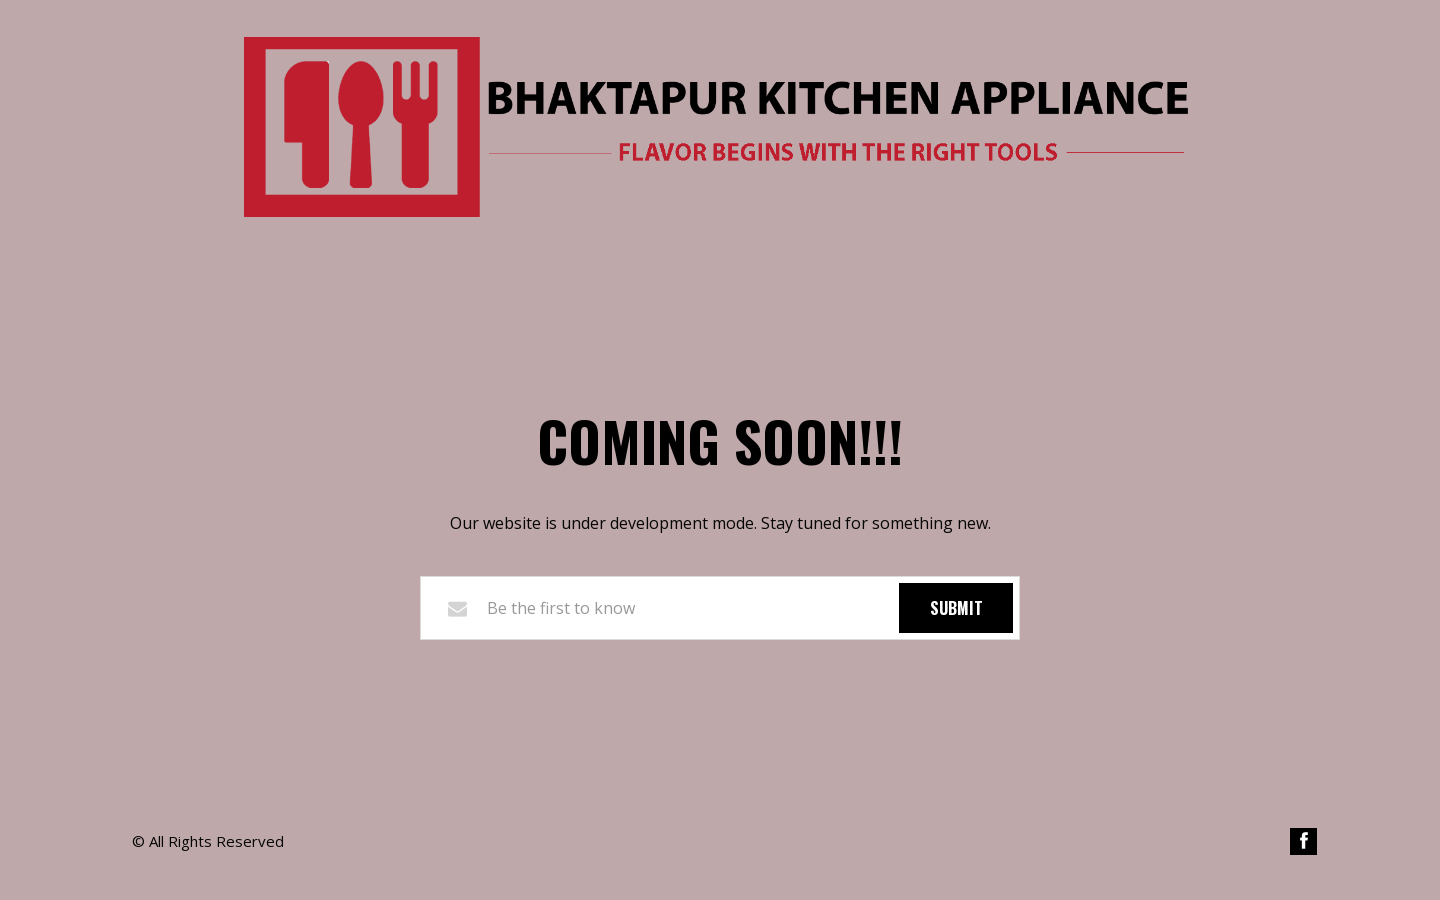 BHAKTAPUR KITCHEN APPLIANCE
FLAVOR BEGINS WITH THE RIGHT TOOLS
COMING SOON!!!
Our website is under development mode. Stay tuned for something new.
Be the first to know
SUBMIT
© All Rights Reserved